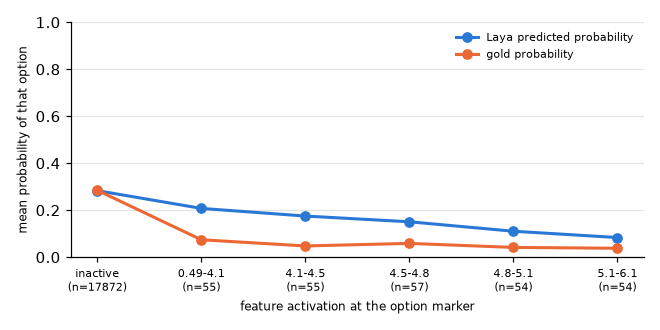 1.0
0.8
0.6
0.4
0.2
0.0
mean probability of that option
Laya predicted probability
gold probability
inactive
(n=17872)
0.49-4.1
(n=55)
4.1-4.5
(n=55)
4.5-4.8
(n=57)
4.8-5.1
(n=54)
5.1-6.1
(n=54)
feature activation at the option marker